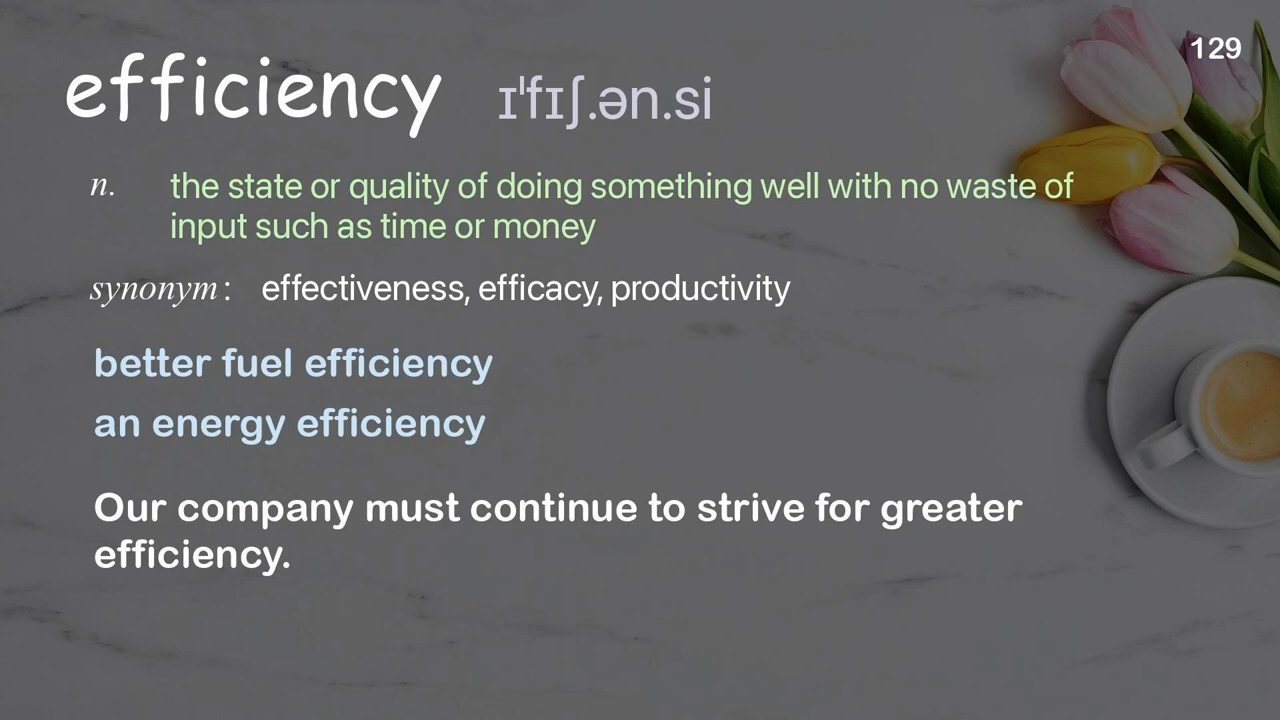 129
efficiency ɪˈfɪʃ.ən.si
n. the state or quality of doing something well with no waste of
input such as time or money
synonym : effectiveness, efficacy, productivity
better fuel efficiency
an energy efficiency
Our company must continue to strive for greater
efficiency.